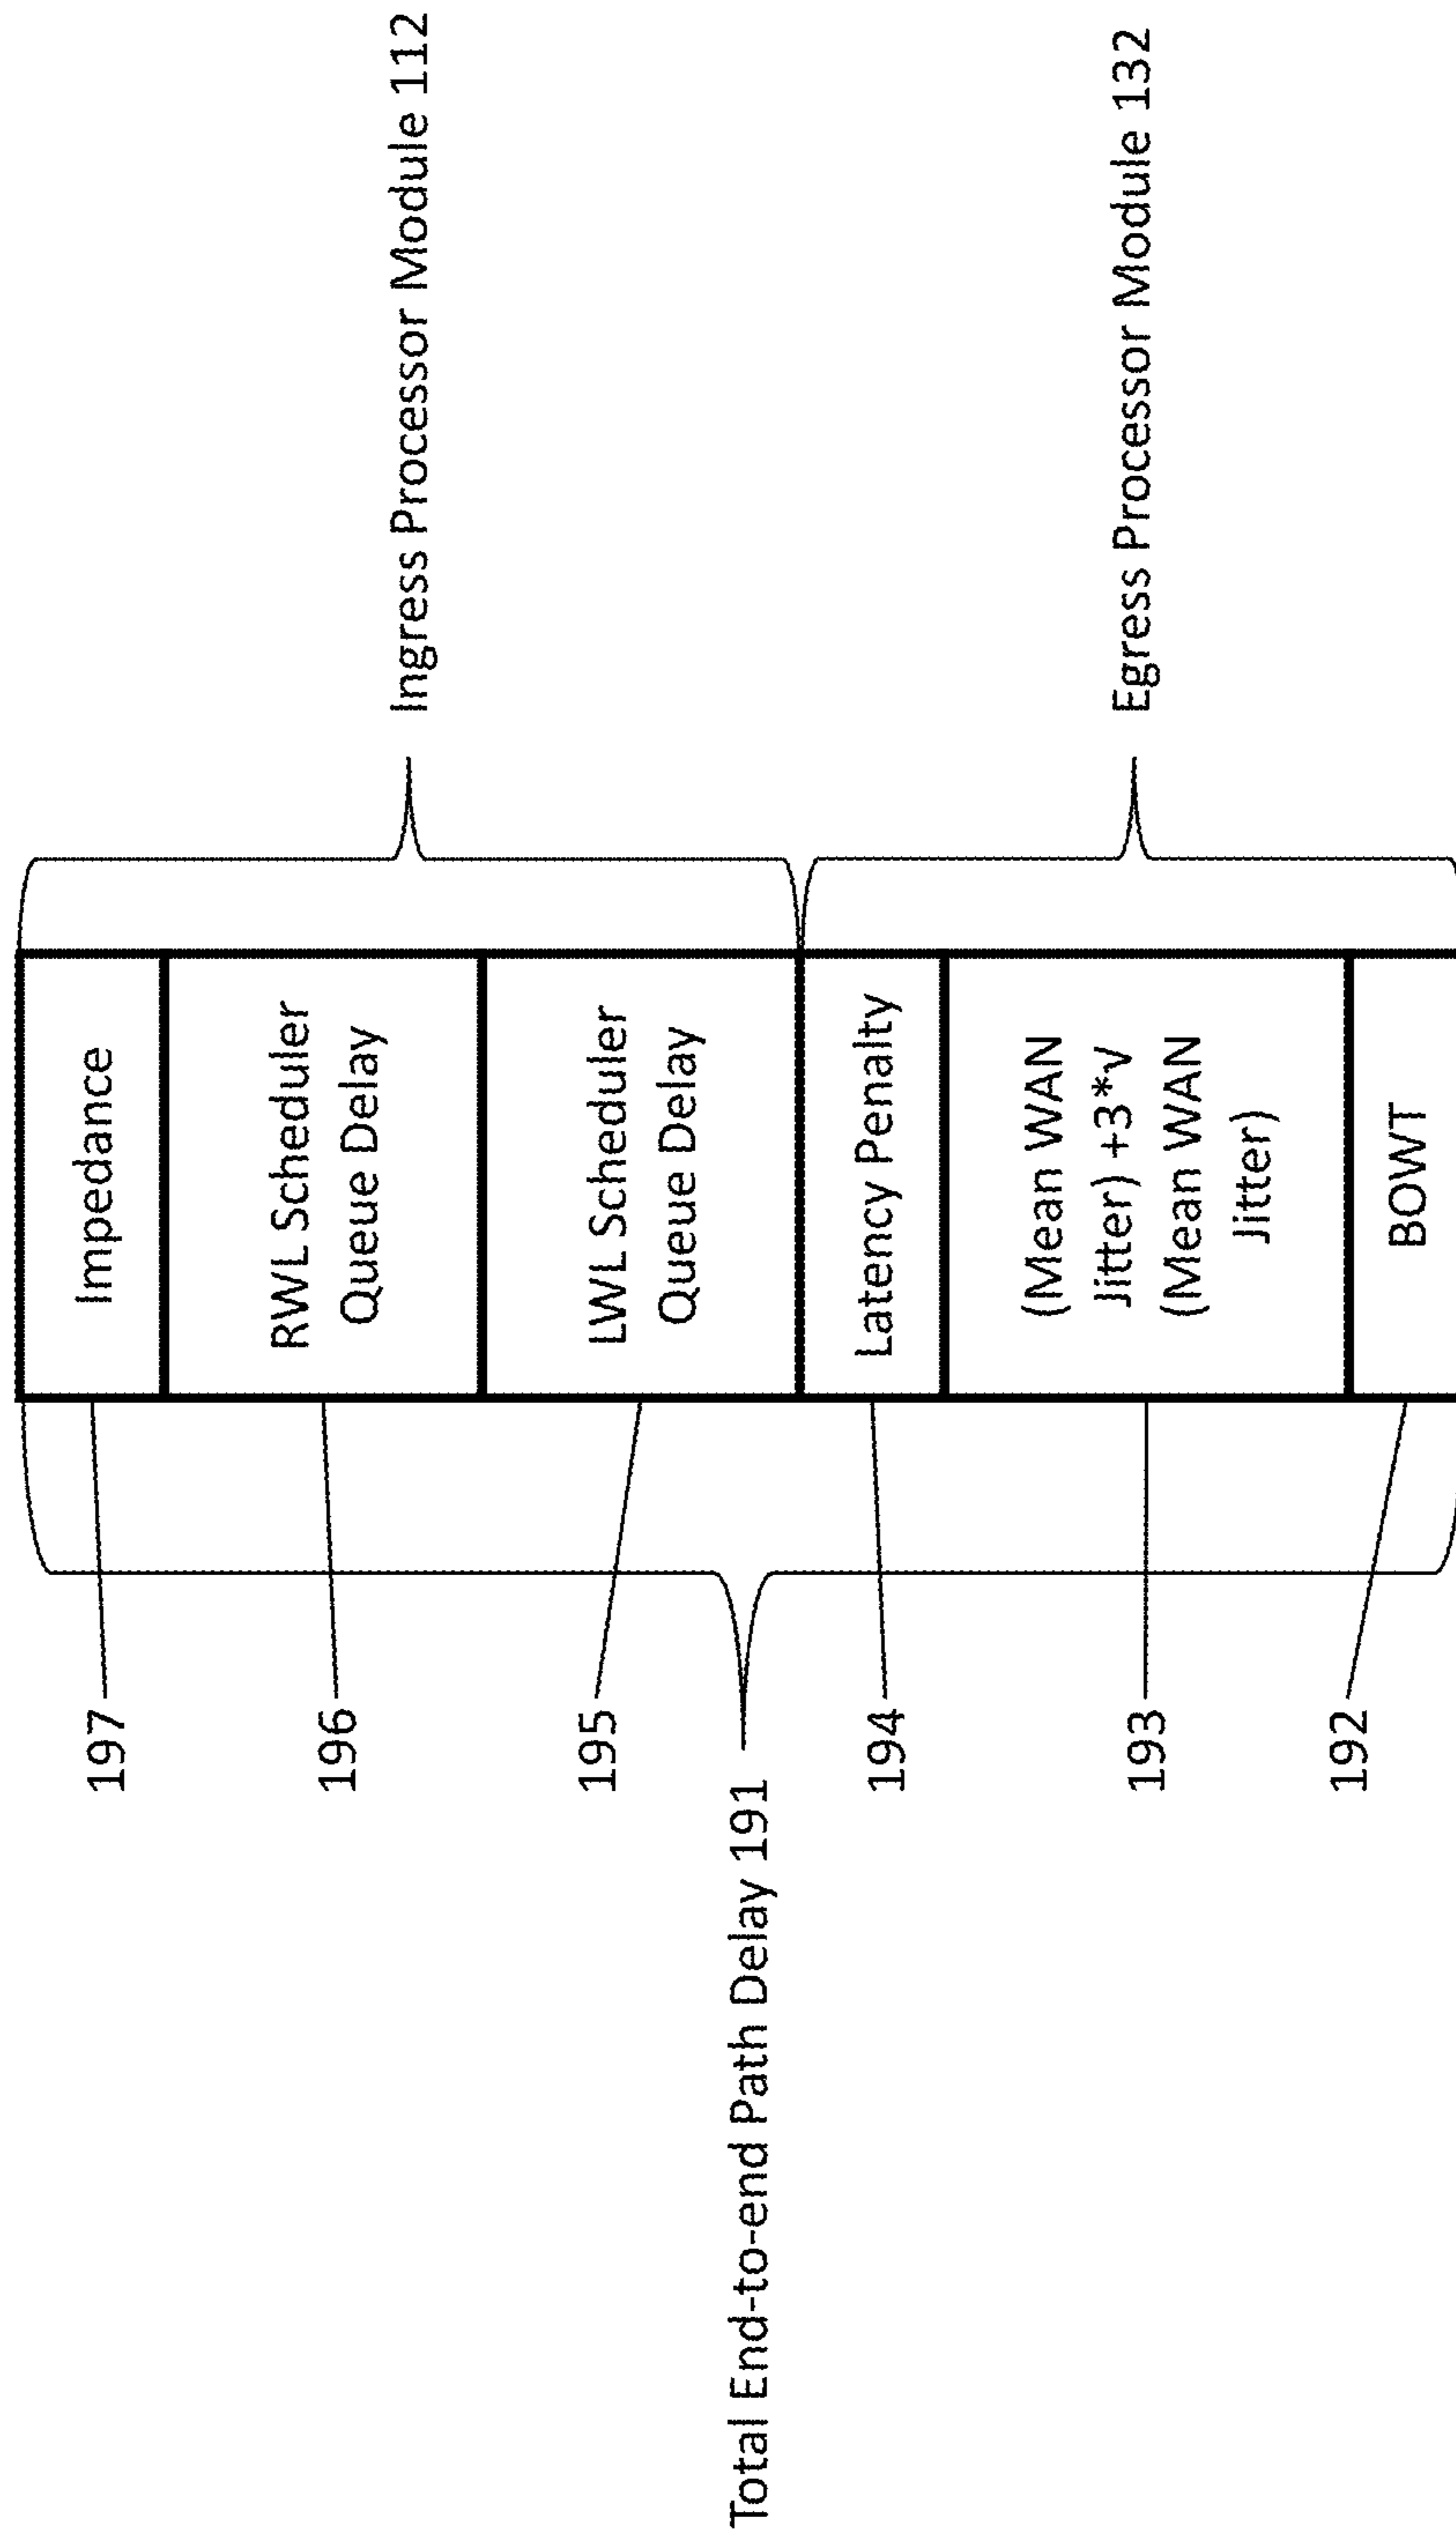 Total End-to-end Path Delay 191
197
196
195
194
193
192
Impedance
RWL Scheduler
Queue Delay
LWL Scheduler
Queue Delay
Latency Penalty
(Mean WAN
Jitter) +3*√
(Mean WAN
Jitter)
BOWT
Ingress Processor Module 112
Egress Processor Module 132